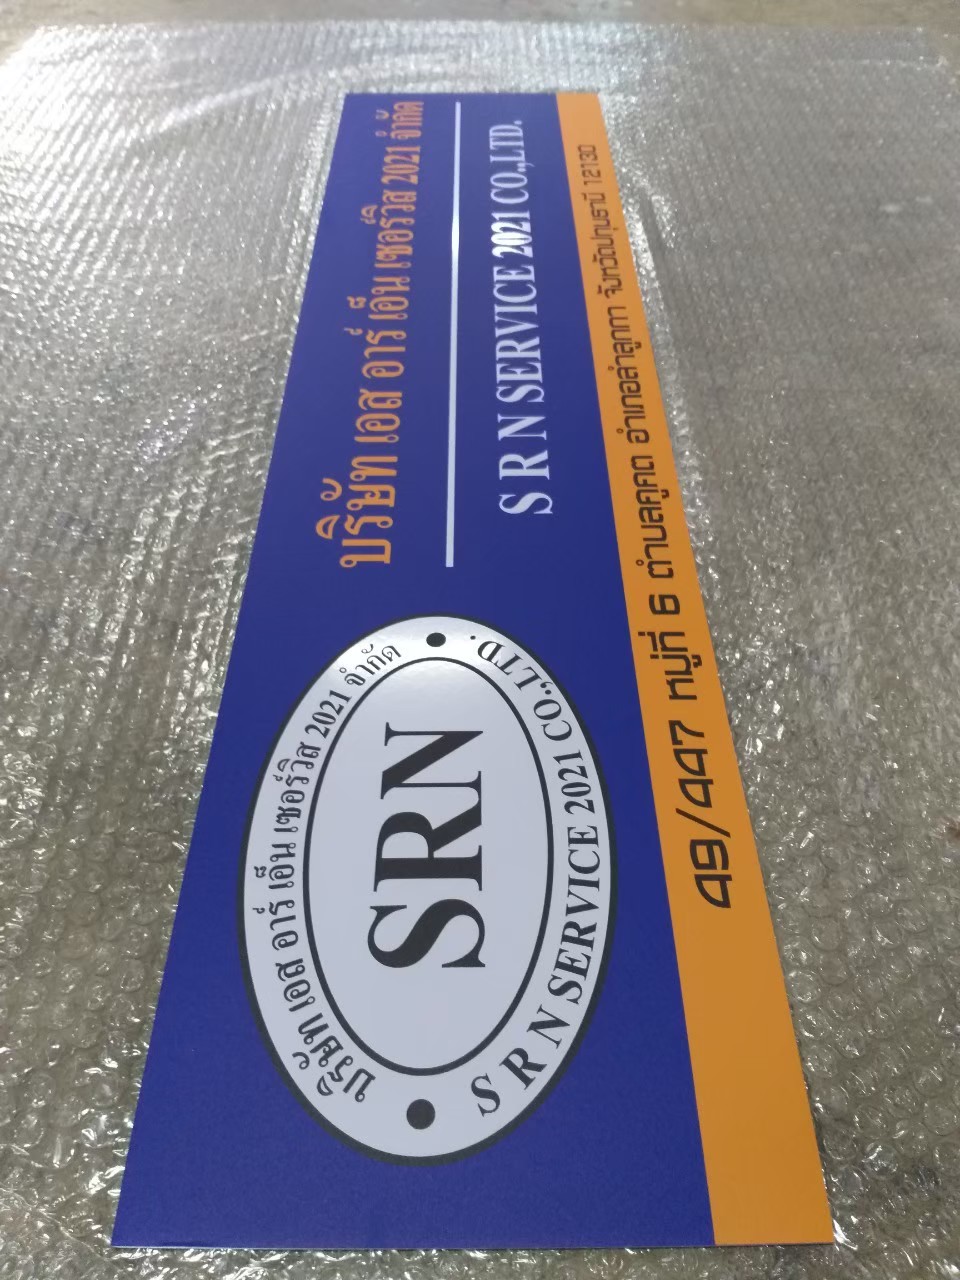 บริษัท เอส อาร์ เอ็น เซอร์วิส 2021 จำกัด
SRN
S R N SERVICE 2021 CO.,LTD.
บริษัท เอส อาร์ เอ็น เซอร์วิส 2021 จำกัด
S R N SERVICE 2021 CO.,LTD.
49/447 หมู่ที่ 6 ตำบลคูคต อำเภอลำลูกกา จังหวัดปทุมธานี 12130